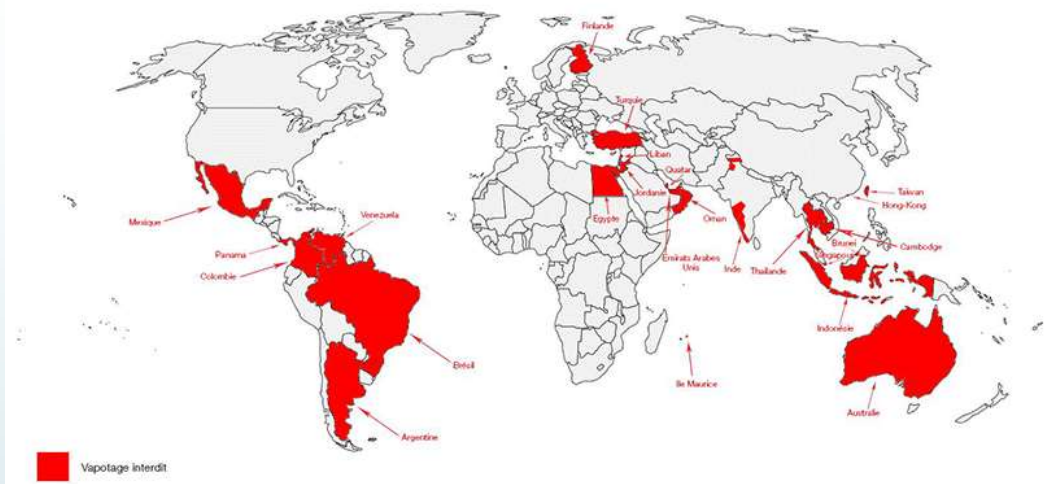 Finlande
Turquie
Liban
Quatar
Jordanie
Taïwan
Hong-Kong
Mexique
Venezuela
Egypte
Oman
Panama
Emirats Arabes
Unis
Inde
Brunei
Cambodge
Colombie
Thaïlande
Singapour
Indonésie
Brésil
Ile Maurice
Australie
Argentine
Vapotage interdit